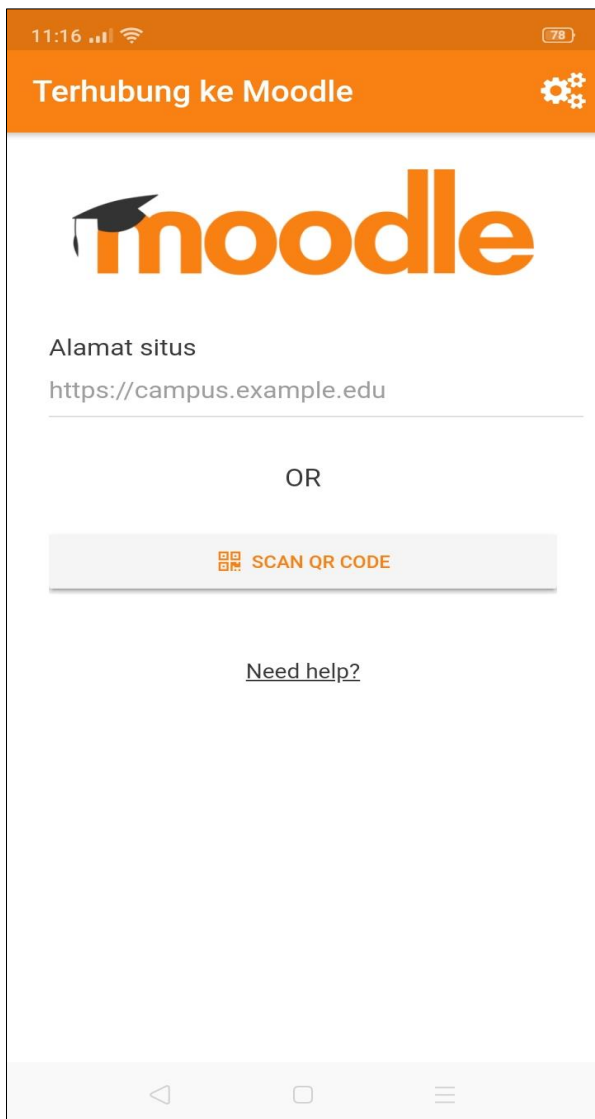 11:16
78
Terhubung ke Moodle
moodle
Alamat situs
https://campus.example.edu
OR
SCAN QR CODE
Need help?